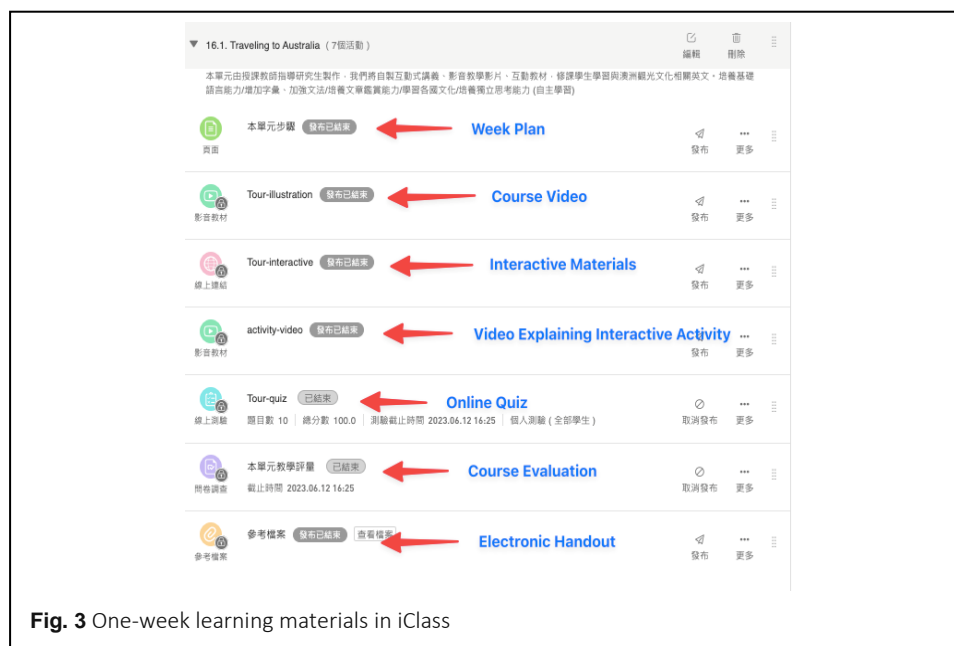 16.1. Traveling to Australia（7個活動）
編輯 刪除
本單元由授課教師指導研究生製作，我們將自製互動式講義、影音教學影片、互動教材，修課學生學習與澳洲觀光文化相關英文，培養基礎
語言能力/增加字彙、加強文法/培養文章鑑賞能力/學習各國文化/培養獨立思考能力 (自主學習)
本單元步驟 發布已結束 Week Plan
頁面 發布 更多
Tour-illustration 發布已結束 Course Video
影音教材 發布 更多
Tour-interactive 發布已結束 Interactive Materials
線上連結 發布 更多
activity-video 發布已結束 Video Explaining Interactive Activity
影音教材 發布 更多
Tour-quiz 已結束 Online Quiz
線上測驗 題目數 10 | 總分數 100.0 | 測驗截止時間 2023.06.12 16:25 | 個人測驗 ( 全部學生 ) 取消發布 更多
本單元教學評量 已結束 Course Evaluation
問卷調查 截止時間 2023.06.12 16:25 取消發布 更多
參考檔案 發布已結束 查看檔案 Electronic Handout
參考檔案 發布 更多
Fig. 3 One-week learning materials in iClass